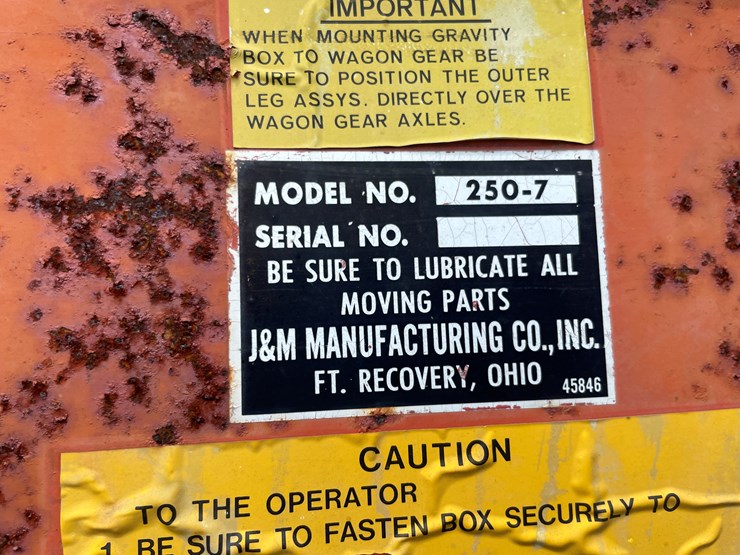 IMPORTANT
WHEN MOUNTING GRAVITY
BOX TO WAGON GEAR BE
SURE TO POSITION THE OUTER
LEG ASSYS. DIRECTLY OVER THE
WAGON GEAR AXLES.
MODEL NO. 250-7
SERIAL NO.
BE SURE TO LUBRICATE ALL
MOVING PARTS
J&M MANUFACTURING CO., INC.
FT. RECOVERY, OHIO 45846
CAUTION
TO THE OPERATOR
1. BE SURE TO FASTEN BOX SECURELY TO